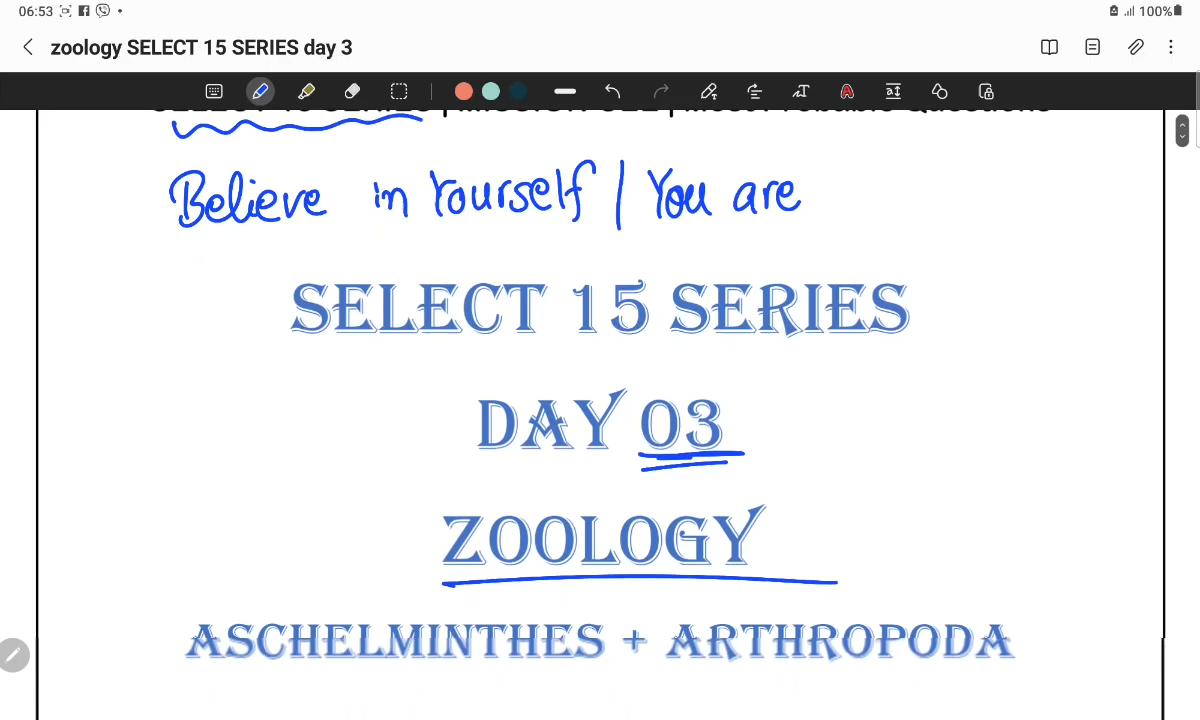 06:53 100%
zoology SELECT 15 SERIES day 3
Believe in Yourself | You are
SELECT 15 SERIES
DAY 03
ZOOLOGY
ASCHELMINTHES + ARTHROPODA